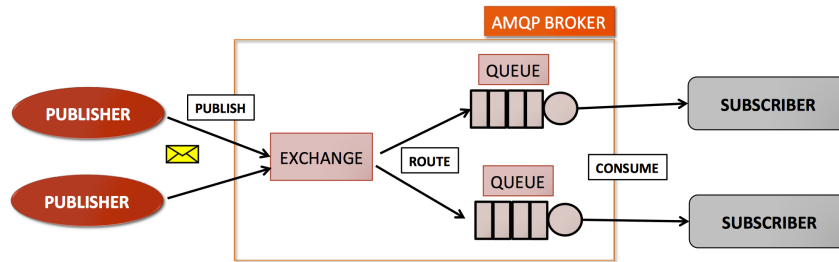 AMQP BROKER
QUEUE
PUBLISHER
PUBLISH
SUBSCRIBER
EXCHANGE
ROUTE
CONSUME
QUEUE
PUBLISHER
SUBSCRIBER